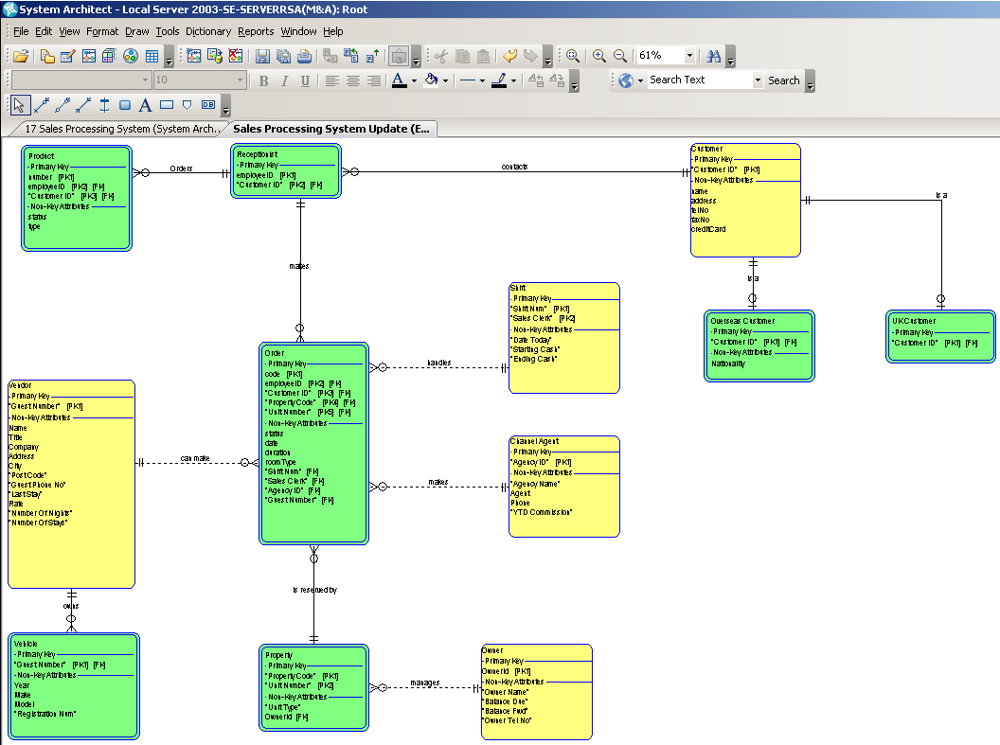 System Architect - Local Server 2003-SE-SERVERRSA(M&A): Root
File Edit View Format Draw Tools Dictionary Reports Window Help
61%
10
B I U
A
Search Text
Search
A
DB
17 Sales Processing System (System Arch..
Sales Processing System Update (E...
Product
- Primary Key
number [PK1]
employeeID [PK2] [FK]
"Customer ID" [PK3] [FK]
- Non-Key Attributes
status
type
Orders
Receptionist
- Primary Key
employeeID [PK1]
"Customer ID" [PK2] [FK]
contacts
Customer
- Primary Key
"Customer ID" [PK1]
- Non-Key Attributes
name
address
telNo
faxNo
creditCard
is a
is a
makes
Overseas Customer
- Primary Key
"Customer ID" [PK1] [FK]
- Non-Key Attributes
Nationality
UK Customer
- Primary Key
"Customer ID" [PK1] [FK]
Shift
- Primary Key
"Shift Num" [PK1]
"Sales Clerk" [PK2]
- Non-Key Attributes
"Date Today"
"Starting Cash"
"Ending Cash"
handles
Order
- Primary Key
code [PK1]
employeeID [PK2] [FK]
"Customer ID" [PK3] [FK]
"Property Code" [PK4] [FK]
"Unit Number" [PK5] [FK]
- Non-Key Attributes
status
date
duration
roomType
"Shift Num" [FK]
"Sales Clerk" [FK]
"Agency ID" [FK]
"Guest Number" [FK]
Vendor
- Primary Key
"Guest Number" [PK1]
- Non-Key Attributes
Name
Title
Company
Address
City
"Post Code"
"Guest Phone No"
"Last Stay"
Rate
"Number Of Nights"
"Number Of Stays"
can make
makes
Channel Agent
- Primary Key
"Agency ID" [PK1]
- Non-Key Attributes
"Agency Name"
Agent
Phone
"YTD Commission"
is reserved by
owns
Vehicle
- Primary Key
"Guest Number" [PK1] [FK]
- Non-Key Attributes
Year
Make
Model
"Registration Num"
Property
- Primary Key
"Property Code" [PK1]
"Unit Number" [PK2]
- Non-Key Attributes
"Unit Type"
OwnerId [FK]
manages
Owner
- Primary Key
OwnerId [PK1]
- Non-Key Attributes
"Owner Name"
"Balance Due"
"Balance Fwd"
"Owner Tel No"